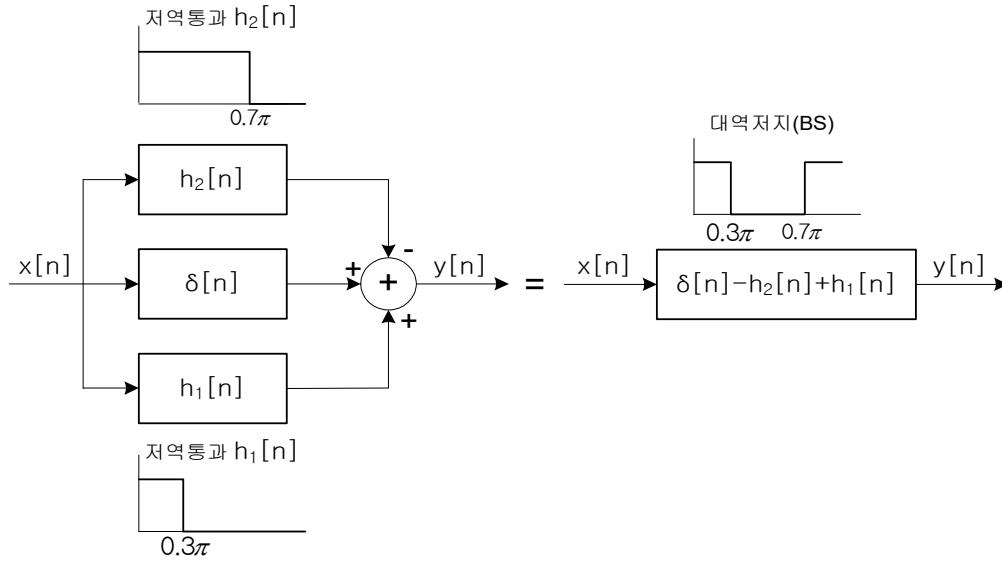 저역통과 h₂[n]
0.7π
h₂[n]
-
x[n]
δ[n]
+
+
y[n]
+
h₁[n]
저역통과 h₁[n]
0.3π
=
대역저지(BS)
0.3π
0.7π
x[n]
δ[n]-h₂[n]+h₁[n]
y[n]